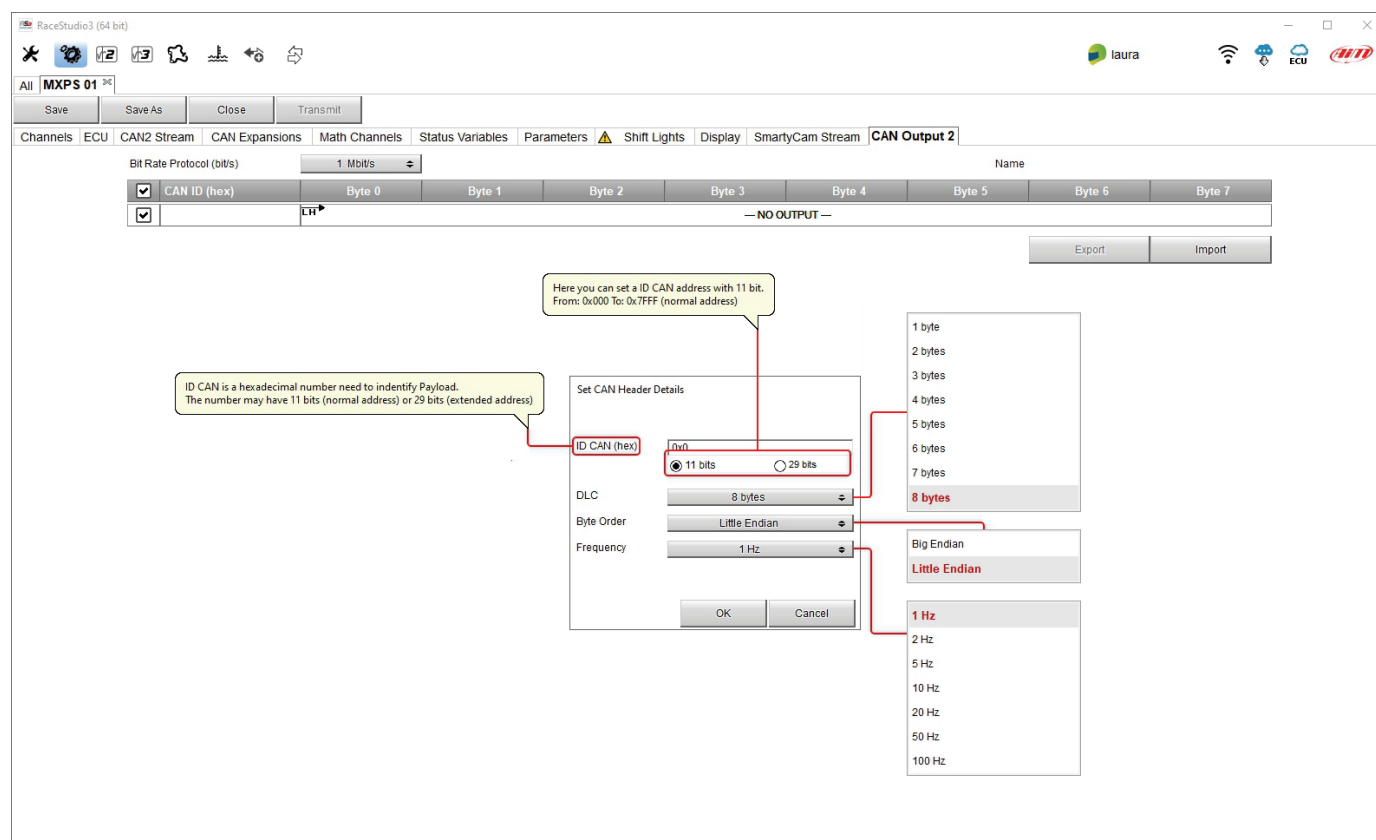 RaceStudio3 (64 bit)
laura
ECU
AiM
All MXPS 01
Save Save As Close Transmit
Channels ECU CAN2 Stream CAN Expansions Math Channels Status Variables Parameters Shift Lights Display SmartyCam Stream CAN Output 2
Bit Rate Protocol (bit/s) 1 Mbit/s Name
CAN ID (hex) Byte 0 Byte 1 Byte 2 Byte 3 Byte 4 Byte 5 Byte 6 Byte 7
LH --- NO OUTPUT ---
Export Import
Here you can set a ID CAN address with 11 bit.
From: 0x000 To: 0x7FFF (normal address)
ID CAN is a hexadecimal number need to indentify Payload.
The number may have 11 bits (normal address) or 29 bits (extended address)
Set CAN Header Details
ID CAN (hex) 0x0
11 bits 29 bits
DLC 8 bytes
Byte Order Little Endian
Frequency 1 Hz
OK Cancel
1 byte
2 bytes
3 bytes
4 bytes
5 bytes
6 bytes
7 bytes
8 bytes
Big Endian
Little Endian
1 Hz
2 Hz
5 Hz
10 Hz
20 Hz
50 Hz
100 Hz